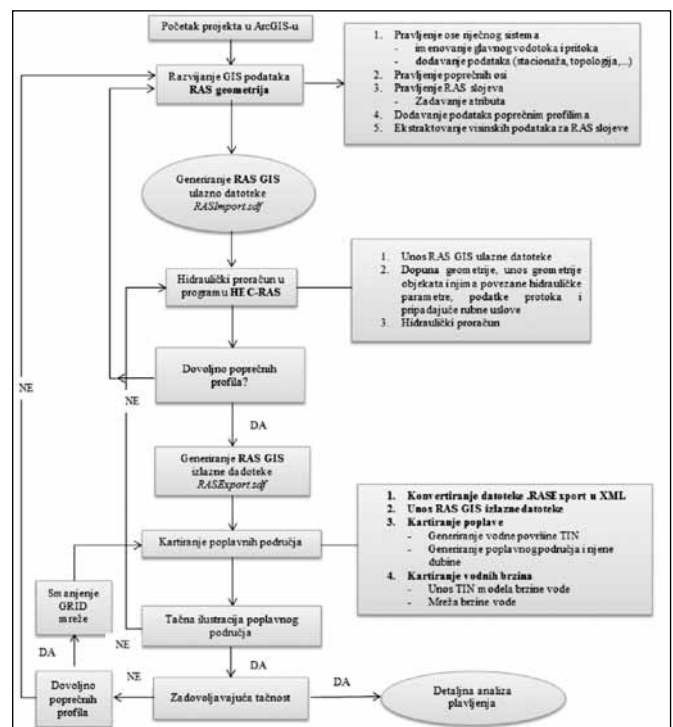 Početak projekta u ArcGIS-u
1. Pravljenje ose riječnog sistema
- imenovanje glavnog vodotoka i pritoka
- dodavanje podataka (stacionaža, topologija,...)
2. Pravljenje poprečnih osi
3. Pravljenje RAS slojeva
- Zadavanje atributa
4. Dodavanje podataka poprečnim profilima
5. Ekstraktovanje visinskih podataka za RAS slojeve
Razvijanje GIS podataka
RAS geometrija
Generiranje RAS GIS
ulazno datoteke
RASImport.sdf
Hidraulički proračun u
programu HEC-RAS
1. Unos RAS GIS ulazne datoteke
2. Dopuna geometrije, unos geometrije
objekata i njima povezane hidrauličke
parametre, podatke protoka i
pripadajuće rubne uslove
3. Hidraulički proračun
Dovoljno poprečnih
profila?
NE
NE
DA
Generiranje RAS GIS
izlazne dadoteke
RASExport.sdf
Kartiranje poplavnih područja
1. Konvertiranje datoteke .RASExport u XML
2. Unos RAS GIS izlazne datoteke
3. Kartiranje poplave
- Generiranje vodne površine TIN
- Generiranje poplavnog područja i njene
dubine
4. Kartiranje vodnih brzina
- Unos TIN modela brzine vode
- Mreža brzine vode
Smanjenje
GRID
mreže
Tačna ilustracija poplavnog
područja
DA
NE
DA
Dovoljno
poprečnih
profila
NE
Zadovoljavajuća tačnost
DA
Detaljna analiza
plavljenja